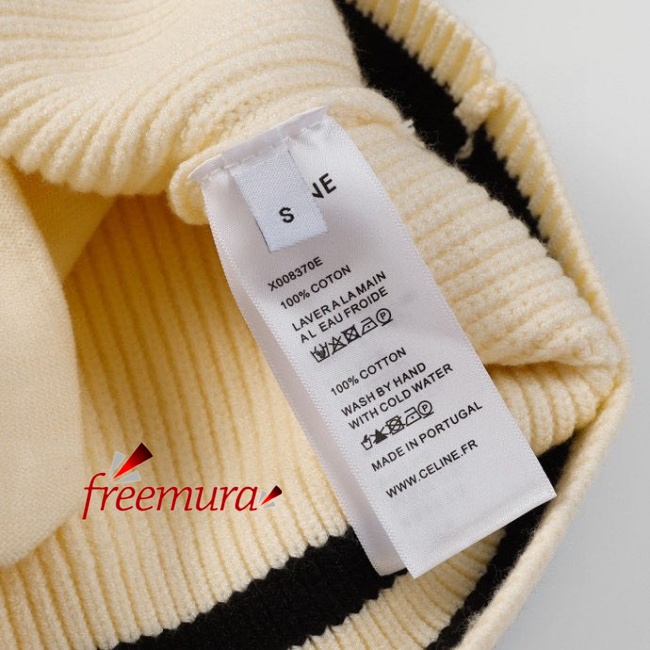 NE
S
X008370E
100% COTON
LAVER A LA MAIN
A L EAU FROIDE
P
100% COTTON
WASH BY HAND
WITH COLD WATER
P
MADE IN PORTUGAL
WWW.CELINE.FR
freemura